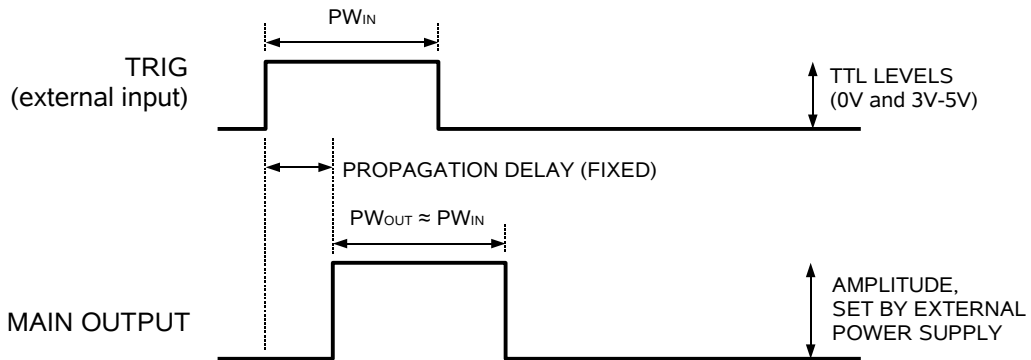 PWIN
TRIG
(external input)
TTL LEVELS
(0V and 3V-5V)
PROPAGATION DELAY (FIXED)
PWOUT ≈ PWIN
MAIN OUTPUT
AMPLITUDE,
SET BY EXTERNAL
POWER SUPPLY